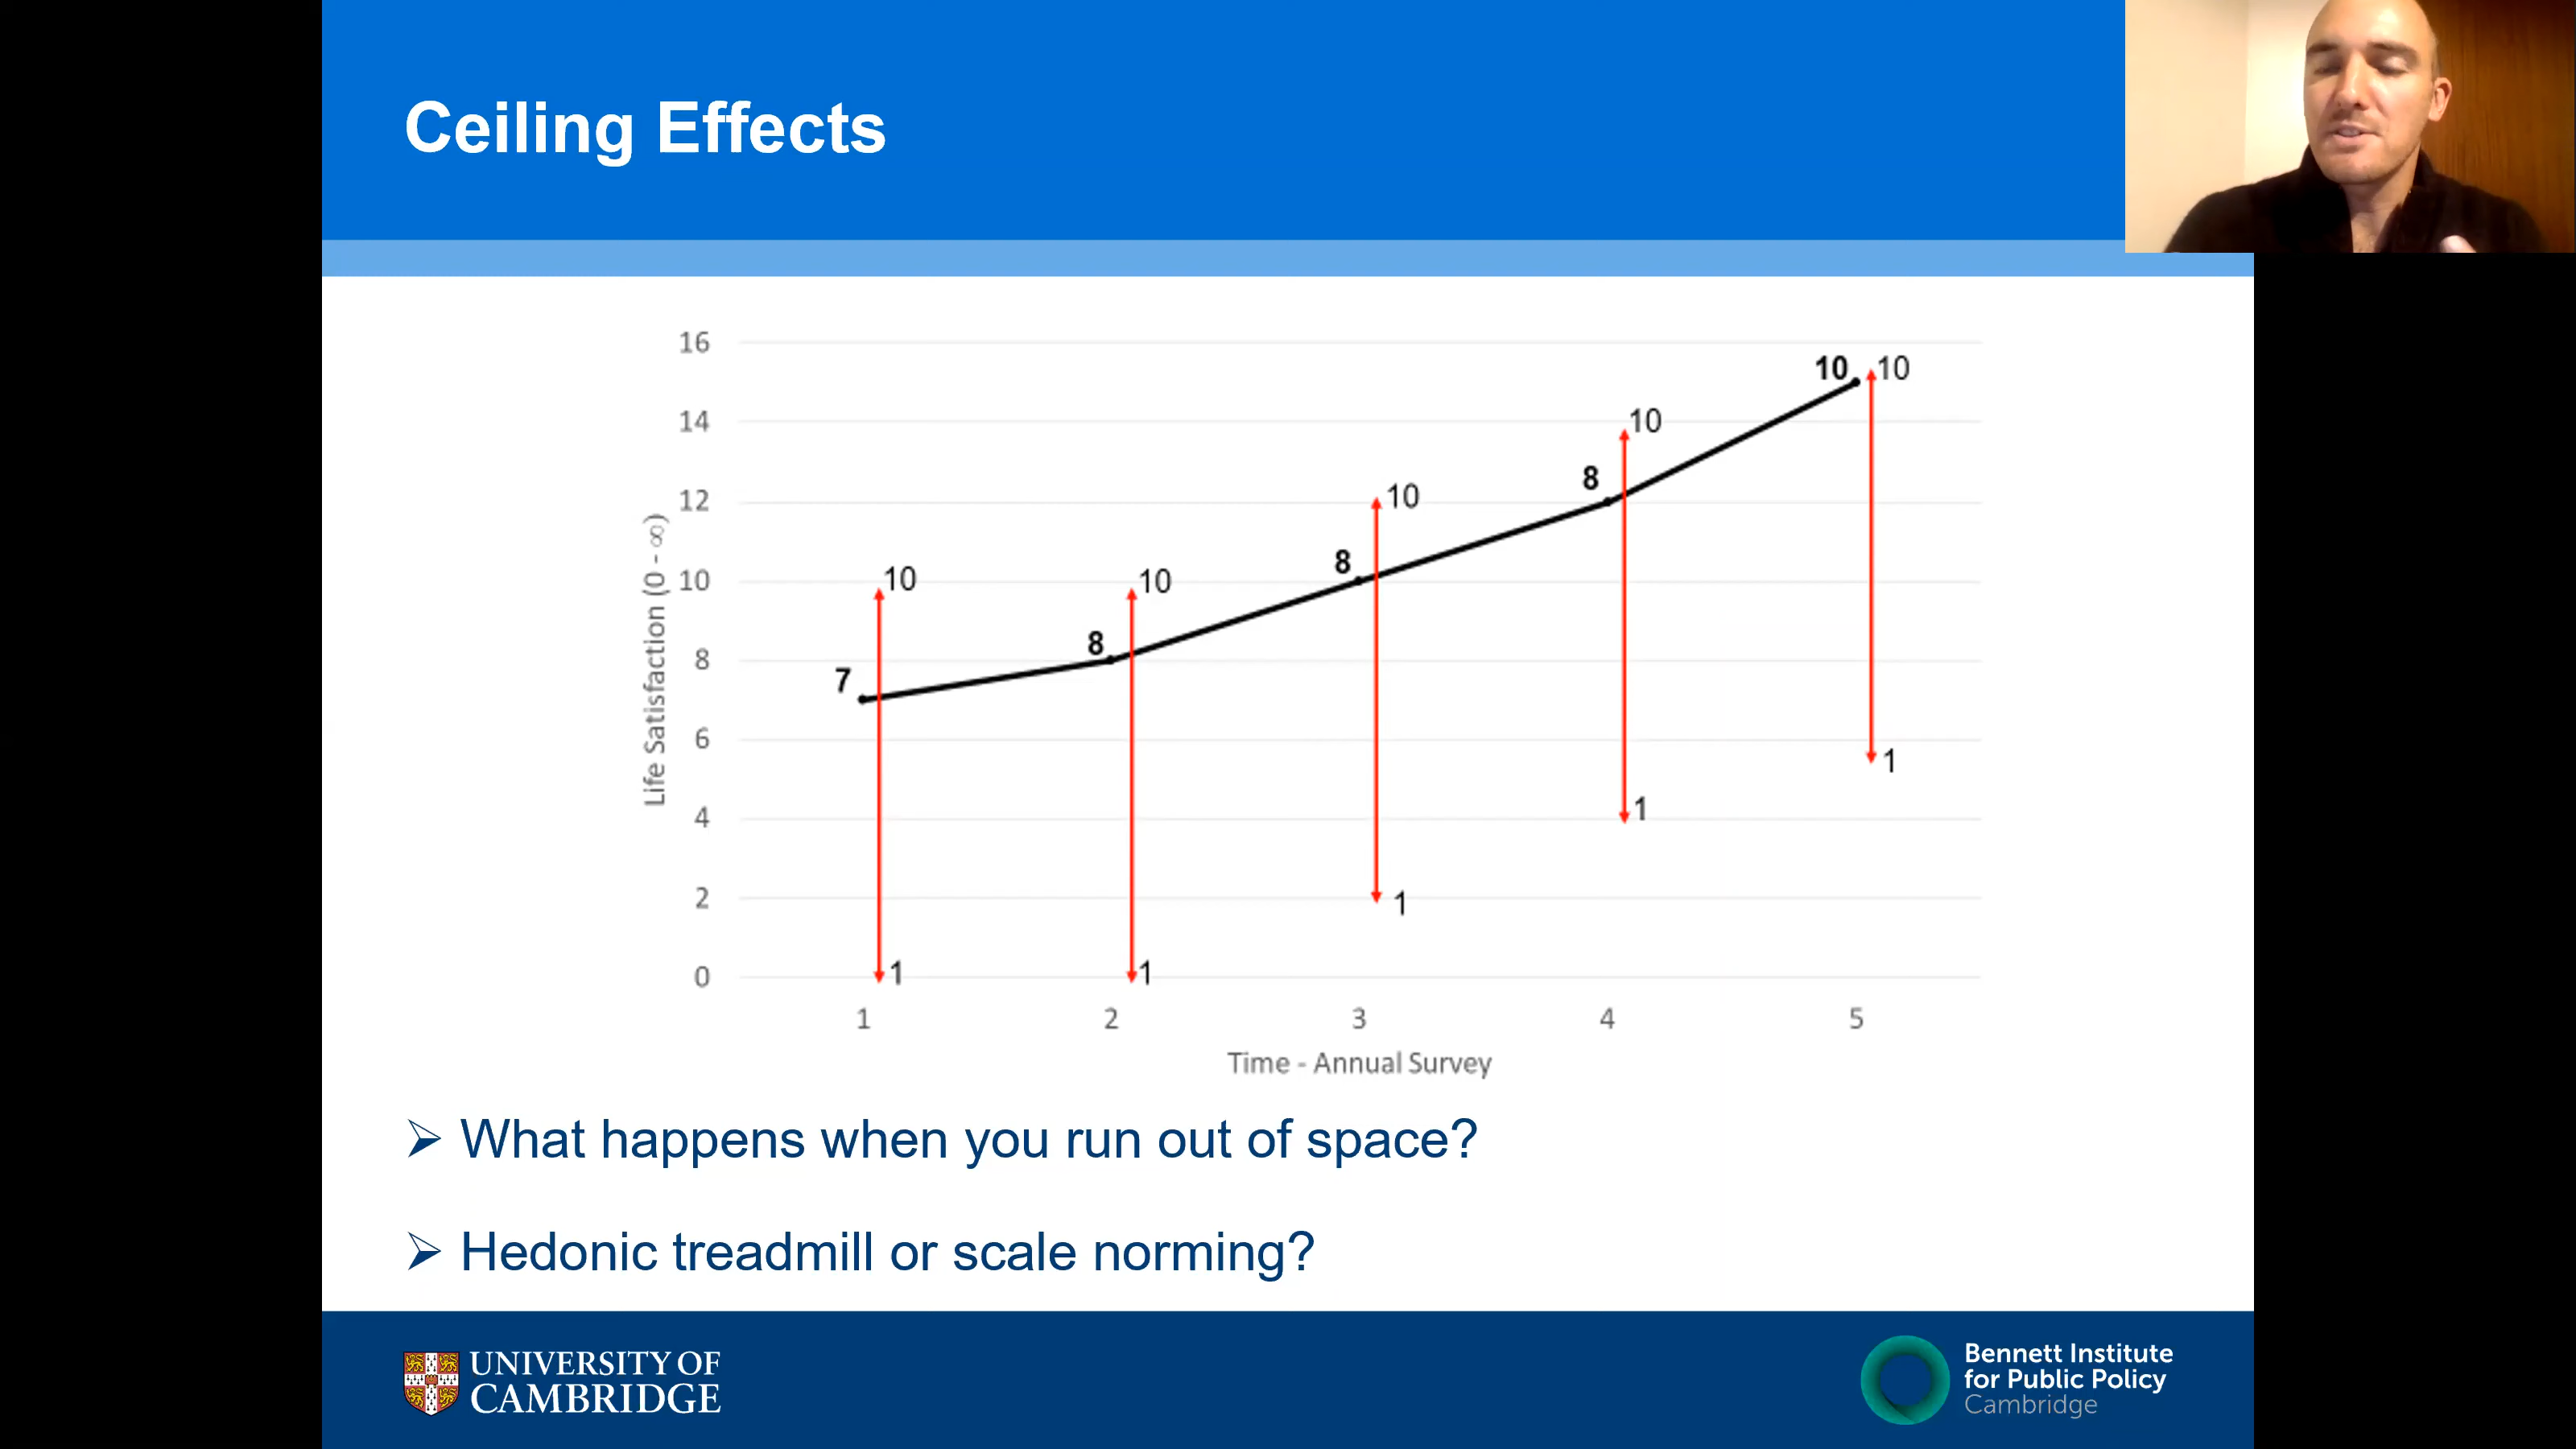 Ceiling Effects
16
14
12
10
8
6
4
2
0
Life Satisfaction (0 - ∞)
7
8
8
8
10
10
10
10
10
10
1
1
1
1
1
1
2
3
4
5
Time - Annual Survey
➢ What happens when you run out of space?
➢ Hedonic treadmill or scale norming?
UNIVERSITY OF
CAMBRIDGE
Bennett Institute
for Public Policy
Cambridge